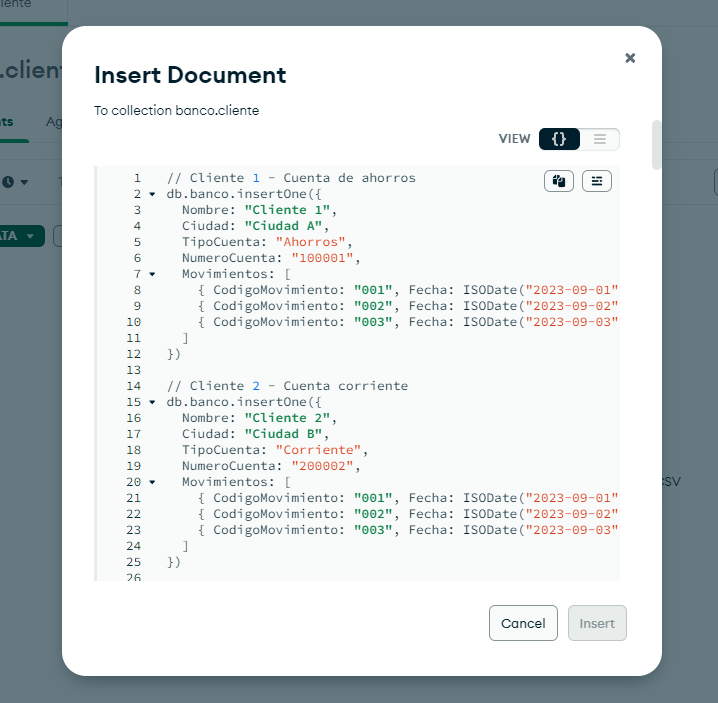 iente
.client
Insert Document
To collection banco.cliente
nts
Ag
VIEW {}
ATA
1 // Cliente 1 - Cuenta de ahorros
2 db.banco.insertOne({
3 Nombre: "Cliente 1",
4 Ciudad: "Ciudad A",
5 TipoCuenta: "Ahorros",
6 NumeroCuenta: "100001",
7 Movimientos: [
8 { CodigoMovimiento: "001", Fecha: ISODate("2023-09-01"
9 { CodigoMovimiento: "002", Fecha: ISODate("2023-09-02"
10 { CodigoMovimiento: "003", Fecha: ISODate("2023-09-03"
11 ]
12 })
13
14 // Cliente 2 - Cuenta corriente
15 db.banco.insertOne({
16 Nombre: "Cliente 2",
17 Ciudad: "Ciudad B",
18 TipoCuenta: "Corriente",
19 NumeroCuenta: "200002",
20 Movimientos: [
21 { CodigoMovimiento: "001", Fecha: ISODate("2023-09-01"
22 { CodigoMovimiento: "002", Fecha: ISODate("2023-09-02"
23 { CodigoMovimiento: "003", Fecha: ISODate("2023-09-03"
24 ]
25 })
26
CSV
Cancel
Insert